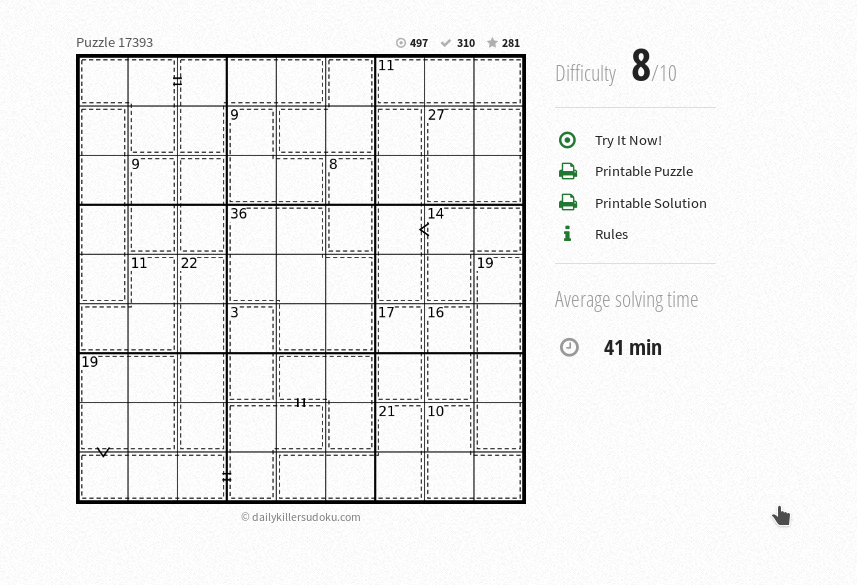 Puzzle 17393
497 310 281
11
9 27
9 8
36 14
11 22 19
3 17 16
19
21 10
© dailykillersudoku.com
Difficulty 8/10
Try It Now!
Printable Puzzle
Printable Solution
Rules
Average solving time
41 min